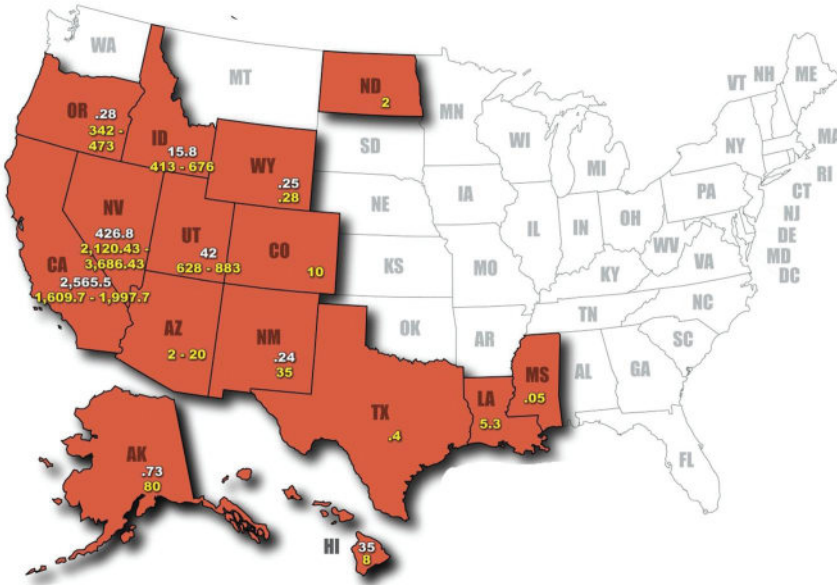 WA
MT
ND
2
MN
VT
NH
ME
OR
.28
342 -
473
ID
15.8
413 - 676
WY
.25
.28
SD
WI
MI
NY
MA
RI
CT
NJ
DE
MD
DC
NE
IA
IL
IN
OH
PA
NV
426.8
2,120.43 -
3,686.43
UT
42
628 - 883
CO
10
KS
MO
KY
WV
VA
CA
2,565.5
1,609.7 - 1,997.7
AZ
2 - 20
NM
.24
35
OK
AR
TN
NC
SC
TX
.4
LA
5.3
MS
.05
AL
GA
FL
AK
.73
80
HI
35
8